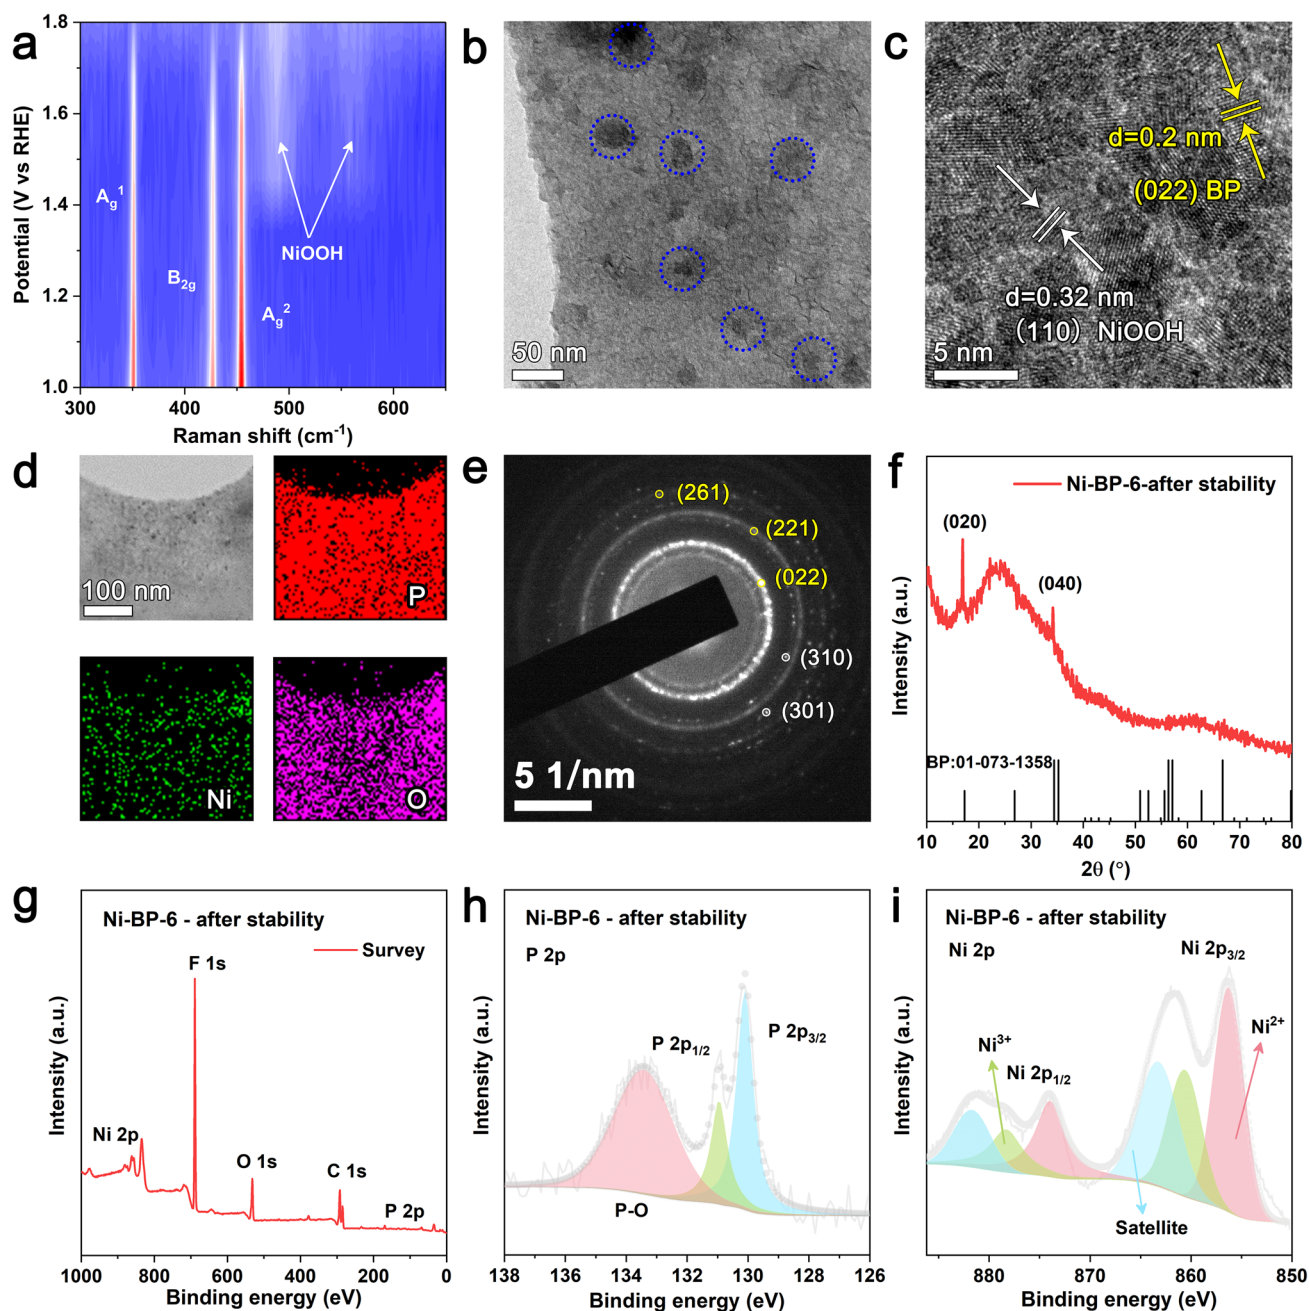 a
1.8
1.6
1.4
1.2
1.0
Potential (V vs RHE)
Ag1
B2g
Ag2
NiOOH
300 400 500 600
Raman shift (cm-1)
b
50 nm
c
d=0.2 nm
(022) BP
d=0.32 nm
（110）NiOOH
5 nm
d
100 nm
P
Ni
O
e
(261)
(221)
(022)
(310)
(301)
5 1/nm
f
Ni-BP-6-after stability
(020)
(040)
BP:01-073-1358
Intensity (a.u.)
10 20 30 40 50 60 70 80
2θ (°)
g
Ni-BP-6 - after stability
Survey
F 1s
Ni 2p
O 1s
C 1s
P 2p
Intensity (a.u.)
1000 800 600 400 200 0
Binding energy (eV)
h
Ni-BP-6 - after stability
P 2p
P 2p1/2
P 2p3/2
P-O
Intensity (a.u.)
138 136 134 132 130 128 126
Binding energy (eV)
i
Ni-BP-6 - after stability
Ni 2p
Ni 2p3/2
Ni3+
Ni 2p1/2
Ni2+
Satellite
Intensity (a.u.)
880 870 860 850
Binding energy (eV)